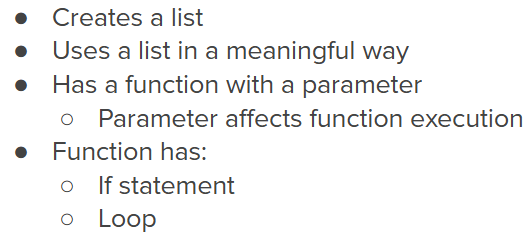 ● Creates a list
● Uses a list in a meaningful way
● Has a function with a parameter
○ Parameter affects function execution
● Function has:
○ If statement
○ Loop